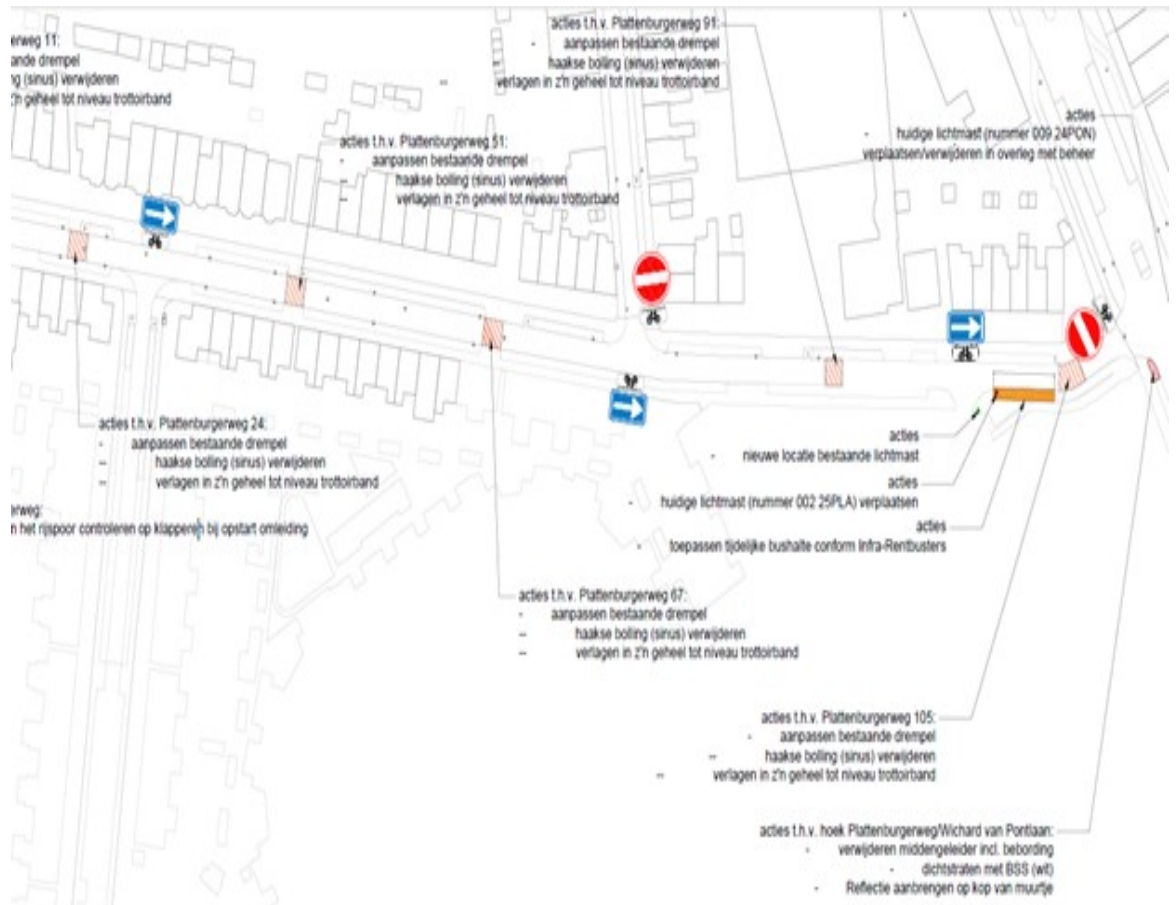 erweg 11:
ande drempel
ng (sinus) verwijderen
z'n geheel tot niveau trottoirband
acties t.h.v. Plattenburgerweg 91:
- aanpassen bestaande drempel
-- haakse bolling (sinus) verwijderen
-- verlagen in z'n geheel tot niveau trottoirband
acties
- huidige lichtmast (nummer 009 24PON)
verplaatsen/verwijderen in overleg met beheer
acties t.h.v. Plattenburgerweg 51:
- aanpassen bestaande drempel
-- haakse bolling (sinus) verwijderen
-- verlagen in z'n geheel tot niveau trottoirband
acties t.h.v. Plattenburgerweg 24:
- aanpassen bestaande drempel
-- haakse bolling (sinus) verwijderen
-- verlagen in z'n geheel tot niveau trottoirband
erweg:
n het rijspoor controleren op klapperen bij opstart omleiding
acties
- nieuwe locatie bestaande lichtmast
acties
- huidige lichtmast (nummer 002 25PLA) verplaatsen
acties
- toepassen tijdelijke bushalte conform Infra-Rentbusters
acties t.h.v. Plattenburgerweg 67:
- aanpassen bestaande drempel
-- haakse bolling (sinus) verwijderen
-- verlagen in z'n geheel tot niveau trottoirband
acties t.h.v. Plattenburgerweg 105:
- aanpassen bestaande drempel
-- haakse bolling (sinus) verwijderen
-- verlagen in z'n geheel tot niveau trottoirband
acties t.h.v. hoek Plattenburgerweg/Wichard van Pontlaan:
- verwijderen middengeleider incl. bebording
- dichtstraten met BSS (wit)
- Reflectie aanbrengen op kop van muurtje